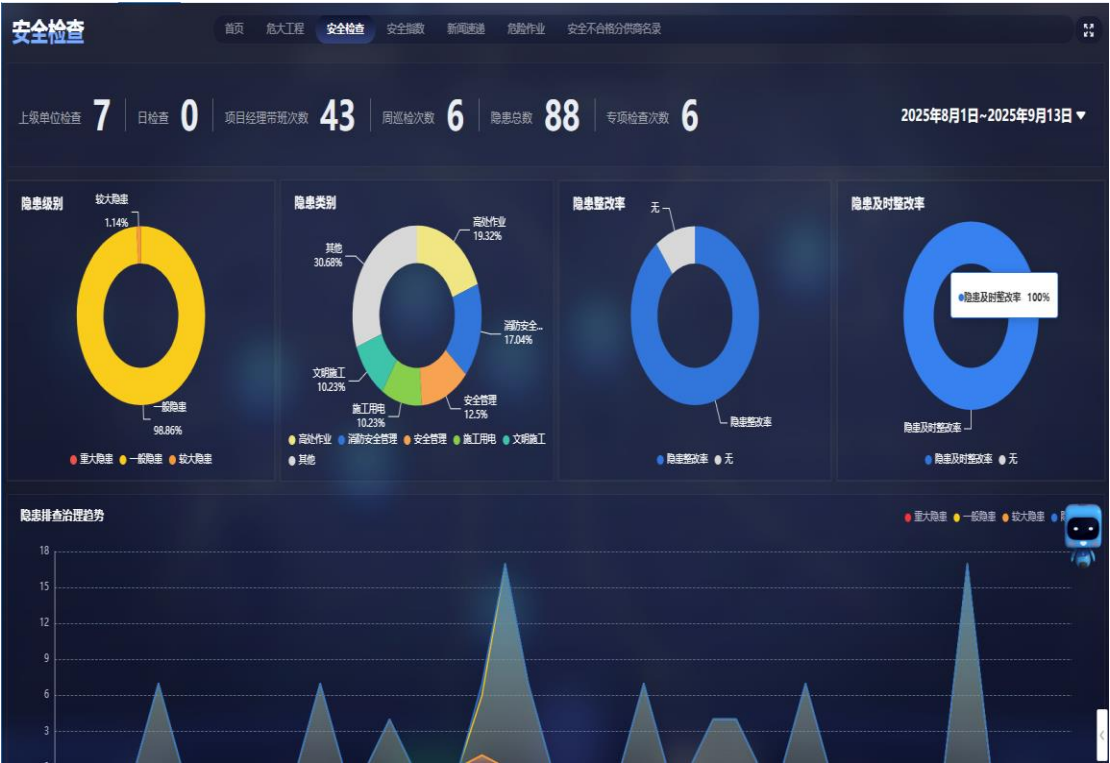 安全检查
首页 危大工程 安全检查 安全指数 新闻速递 危险作业 安全不合格分供商名录
上级单位检查 7 日检查 0 项目经理带班次数 43 周巡检次数 6 隐患总数 88 专项检查次数 6
2025年8月1日~2025年9月13日
隐患级别
较大隐患
1.14%
一般隐患
98.86%
重大隐患 一般隐患 较大隐患
隐患类别
高处作业
19.32%
其他
30.68%
消防安全...
17.04%
文明施工
10.23%
安全管理
12.5%
施工用电
10.23%
高处作业 消防安全管理 安全管理 施工用电 文明施工
其他
隐患整改率
无
隐患整改率
隐患整改率 无
隐患及时整改率
隐患及时整改率 100%
隐患及时整改率
隐患及时整改率 无
隐患排查治理趋势
重大隐患 一般隐患 较大隐患
18
15
12
9
6
3